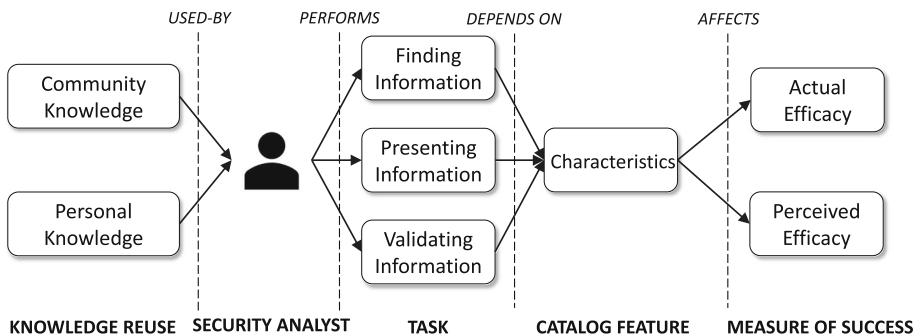 USED-BY
PERFORMS
DEPENDS ON
AFFECTS
Community
Knowledge
Personal
Knowledge
Finding
Information
Presenting
Information
Validating
Information
Characteristics
Actual
Efficacy
Perceived
Efficacy
KNOWLEDGE REUSE
SECURITY ANALYST
TASK
CATALOG FEATURE
MEASURE OF SUCCESS